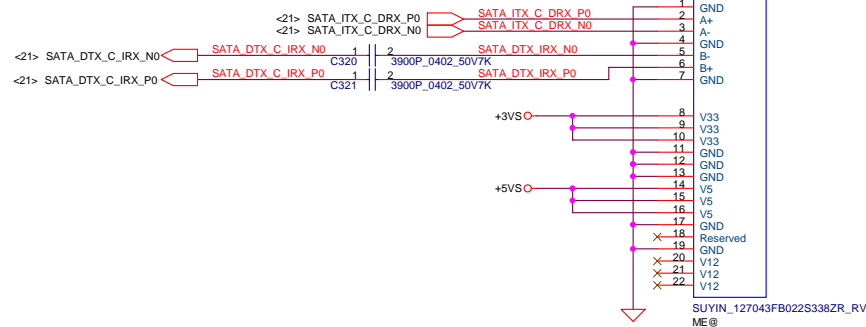 1 GND
<21> SATA_ITX_C_DRX_P0 SATA_ITX_C_DRX_P0 2 A+
<21> SATA_ITX_C_DRX_N0 SATA_ITX_C_DRX_N0 3 A-
4 GND
<21> SATA_DTX_C_IRX_N0 SATA_DTX_C_IRX_N0 1 2 SATA_DTX_IRX_N0 5 B-
C320 3900P_0402_50V7K
6 B+
<21> SATA_DTX_C_IRX_P0 SATA_DTX_C_IRX_P0 1 2 SATA_DTX_IRX_P0 7 GND
C321 3900P_0402_50V7K
+3VS 8 V33
9 V33
10 V33
11 GND
12 GND
13 GND
+5VS 14 V5
15 V5
16 V5
17 GND
18 Reserved
19 GND
20 V12
21 V12
22 V12
SUYIN_127043FB022S338ZR_RV
ME@